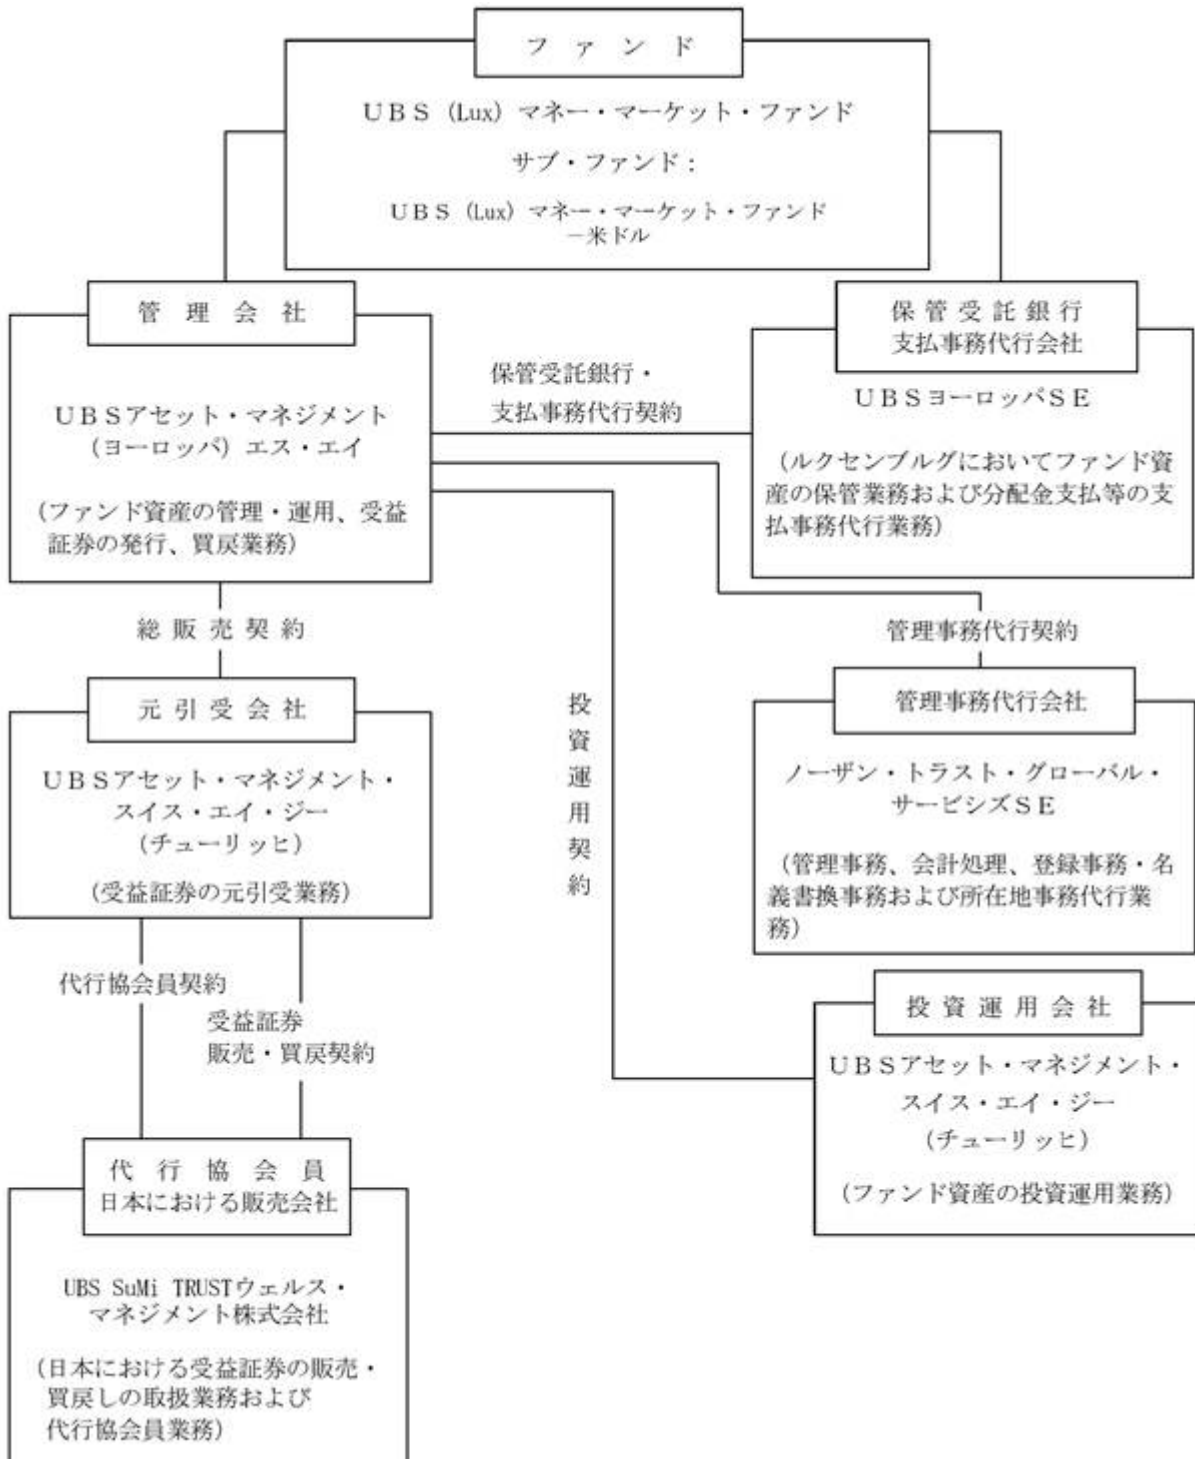 ファンド
UBS (Lux) マネー・マーケット・ファンド
サブ・ファンド：
UBS (Lux) マネー・マーケット・ファンド
－米ドル
管理会社
UBSアセット・マネジメント
(ヨーロッパ) エス・エイ
(ファンド資産の管理・運用、受益
証券の発行、買戻業務)
保管受託銀行・
支払事務代行契約
保管受託銀行
支払事務代行会社
UBSヨーロッパSE
(ルクセンブルグにおいてファンド資
産の保管業務および分配金支払等の支
払事務代行業務)
総販売契約
管理事務代行契約
元引受会社
UBSアセット・マネジメント・
スイス・エイ・ジー
(チューリッヒ)
(受益証券の元引受業務)
投資運用契約
管理事務代行会社
ノーザン・トラスト・グローバル・
サービシズSE
(管理事務、会計処理、登録事務・名
義書換事務および所在地事務代行業
務)
代行協会員契約
受益証券
販売・買戻契約
投資運用会社
UBSアセット・マネジメント・
スイス・エイ・ジー
(チューリッヒ)
(ファンド資産の投資運用業務)
代行協会員
日本における販売会社
UBS SuMi TRUSTウェルス・
マネジメント株式会社
(日本における受益証券の販売・
買戻しの取扱業務および
代行協会員業務)